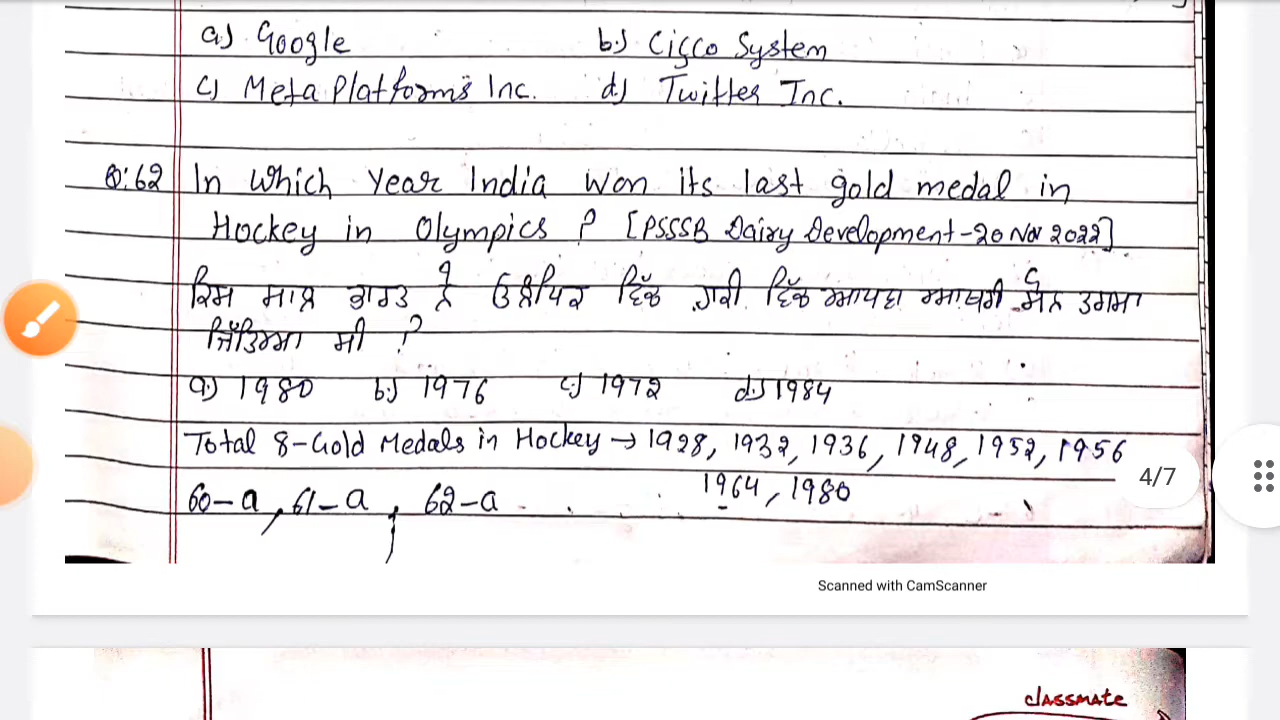 a) Google b) Cisco System
c) Meta Platforms Inc. d) Twitter Inc.
Q:62 In which Year India won its last gold medal in
Hockey in Olympics ? [PSSSB Dairy Development-20 Nov 2022]
ਕਿਸ ਸਾਲ ਭਾਰਤ ਨੇ ਉਲੰਪਿਕ ਵਿੱਚ ਹਾਕੀ ਵਿੱਚ ਆਪਣਾ ਆਖਰੀ ਸੋਨ ਤਗਮਾ
ਜਿੱਤਿਆ ਸੀ ?
a) 1980 b) 1976 c) 1972 d) 1984
Total 8-Gold Medals in Hockey → 1928, 1932, 1936, 1948, 1952, 1956
1964, 1980
60-a, 61-a, 62-a
4/7
Scanned with CamScanner
classmate